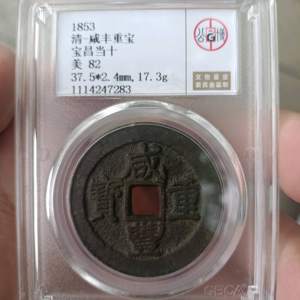 1853
清-咸丰重宝
宝昌当十
美 82
37.5*2.4mm,17.3g
1114247283
咸
豐
重
寶